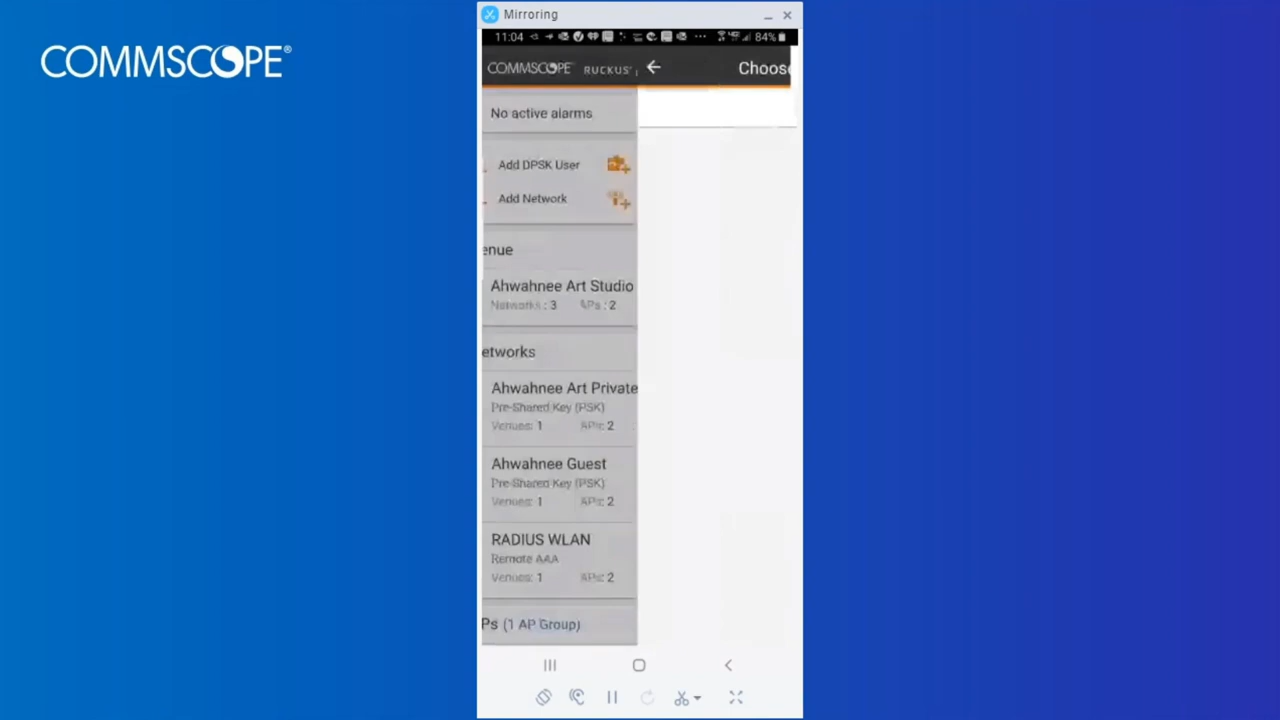 COMMSCOPE®
Mirroring
11:04 84%
COMMSCOPE RUCKUS
Choos
No active alarms
Add DPSK User
Add Network
enue
Ahwahnee Art Studio
Networks : 3 APs : 2
etworks
Ahwahnee Art Private
Pre-Shared Key (PSK)
Venues: 1 APs: 2
Ahwahnee Guest
Pre-Shared Key (PSK)
Venues: 1 APs: 2
RADIUS WLAN
Remote AAA
Venues: 1 APs: 2
Ps (1 AP Group)